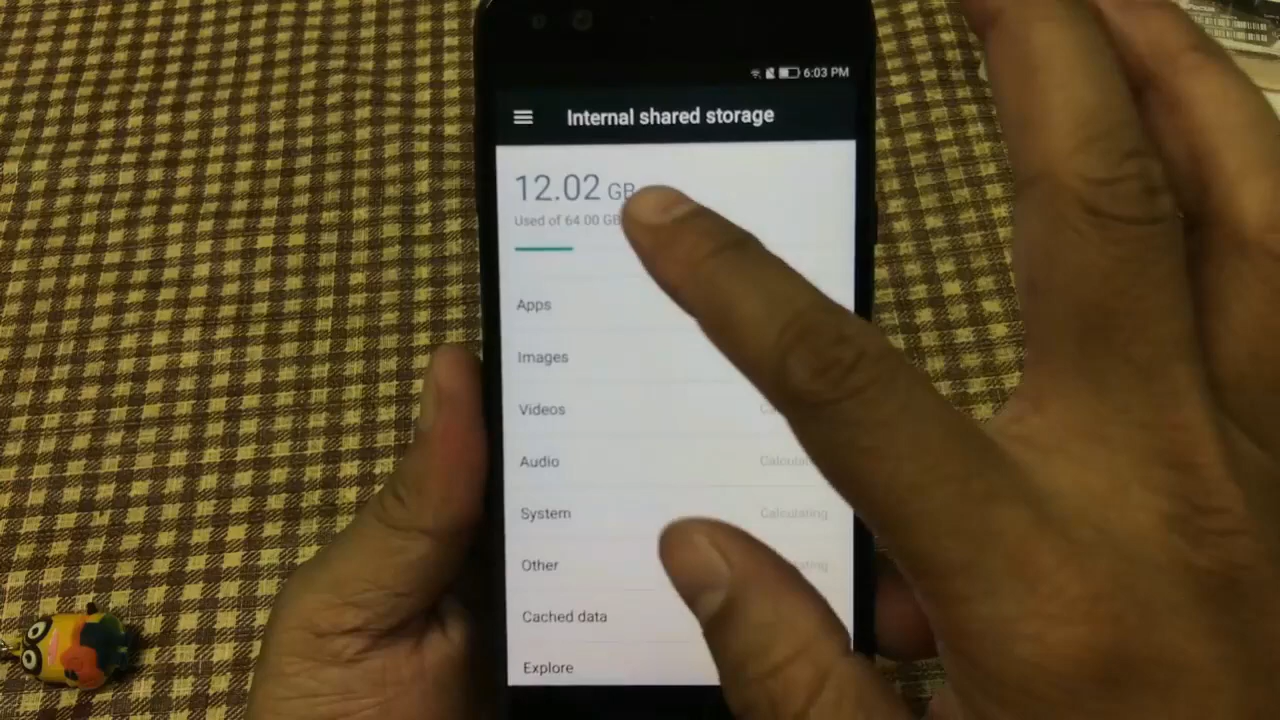 6:03 PM
Internal shared storage
12.02 GB
Used of 64.00 GB
Apps
Images
Videos
Audio
System Calculating
Other
Cached data
Explore